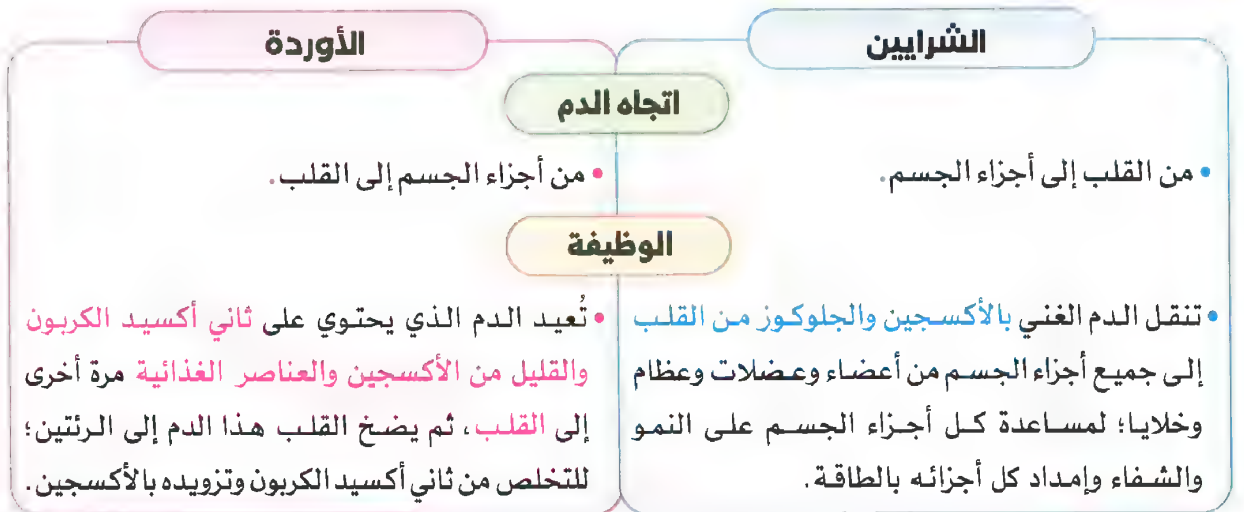 الشرايين
الأوردة
اتجاه الدم
• من القلب إلى أجزاء الجسم.
• من أجزاء الجسم إلى القلب.
الوظيفة
• تنقل الدم الغني بالأكسجين والجلوكوز من القلب
إلى جميع أجزاء الجسم من أعضاء وعضلات وعظام
وخلايا؛ لمساعدة كل أجزاء الجسم على النمو
والشفاء وإمداد كل أجزائه بالطاقة.
• تُعيد الدم الذي يحتوي على ثاني أكسيد الكربون
والقليل من الأكسجين والعناصر الغذائية مرة أخرى
إلى القلب، ثم يضخ القلب هذا الدم إلى الرئتين؛
للتخلص من ثاني أكسيد الكربون وتزويده بالأكسجين.